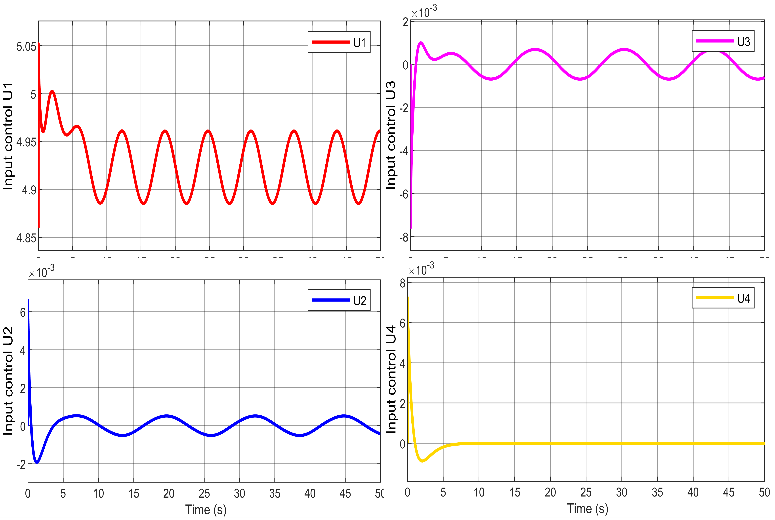 5.05
5
4.95
4.9
4.85
Input control U1
U1
×10⁻³
2
0
-2
-4
-6
-8
Input control U3
U3
×10⁻³
6
4
2
0
-2
Input control U2
U2
0 5 10 15 20 25 30 35 40 45 50
Time (s)
×10⁻³
8
6
4
2
0
Input control U4
U4
0 5 10 15 20 25 30 35 40 45 50
Time (s)